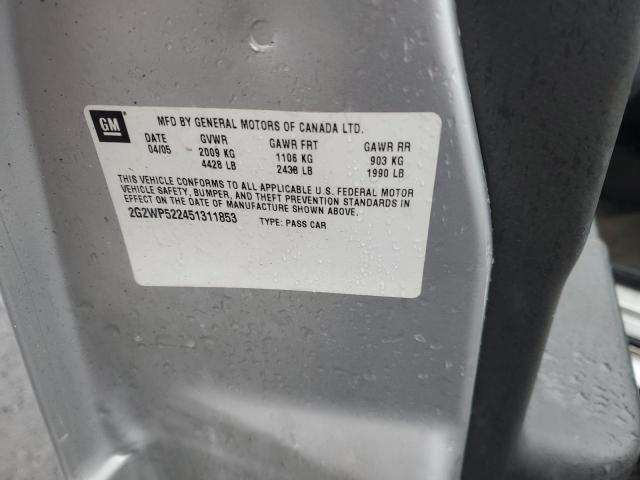 GM
MFD BY GENERAL MOTORS OF CANADA LTD.
DATE GVWR GAWR FRT GAWR RR
04/05 2009 KG 1106 KG 903 KG
4428 LB 2436 LB 1990 LB
THIS VEHICLE CONFORMS TO ALL APPLICABLE U.S. FEDERAL MOTOR
VEHICLE SAFETY, BUMPER, AND THEFT PREVENTION STANDARDS IN
EFFECT ON THE DATE OF MANUFACTURE SHOWN ABOVE.
2G2WP522451311853 TYPE: PASS CAR